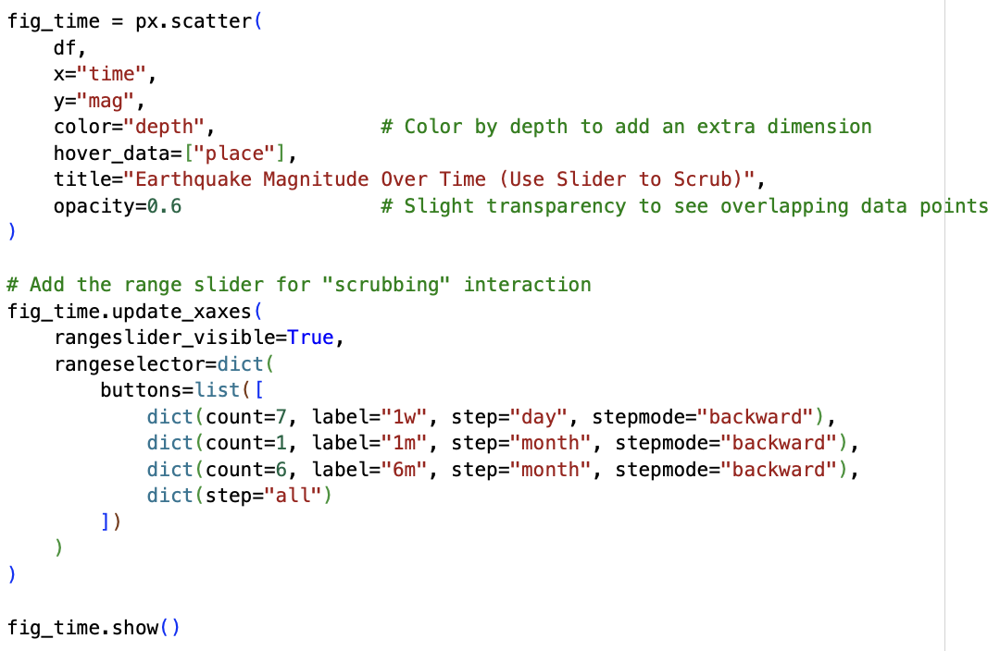 fig_time = px.scatter(
    df,
    x="time",
    y="mag",
    color="depth",              # Color by depth to add an extra dimension
    hover_data=["place"],
    title="Earthquake Magnitude Over Time (Use Slider to Scrub)",
    opacity=0.6                 # Slight transparency to see overlapping data points
)

# Add the range slider for "scrubbing" interaction
fig_time.update_xaxes(
    rangeslider_visible=True,
    rangeselector=dict(
        buttons=list([
            dict(count=7, label="1w", step="day", stepmode="backward"),
            dict(count=1, label="1m", step="month", stepmode="backward"),
            dict(count=6, label="6m", step="month", stepmode="backward"),
            dict(step="all")
        ])
    )
)

fig_time.show()